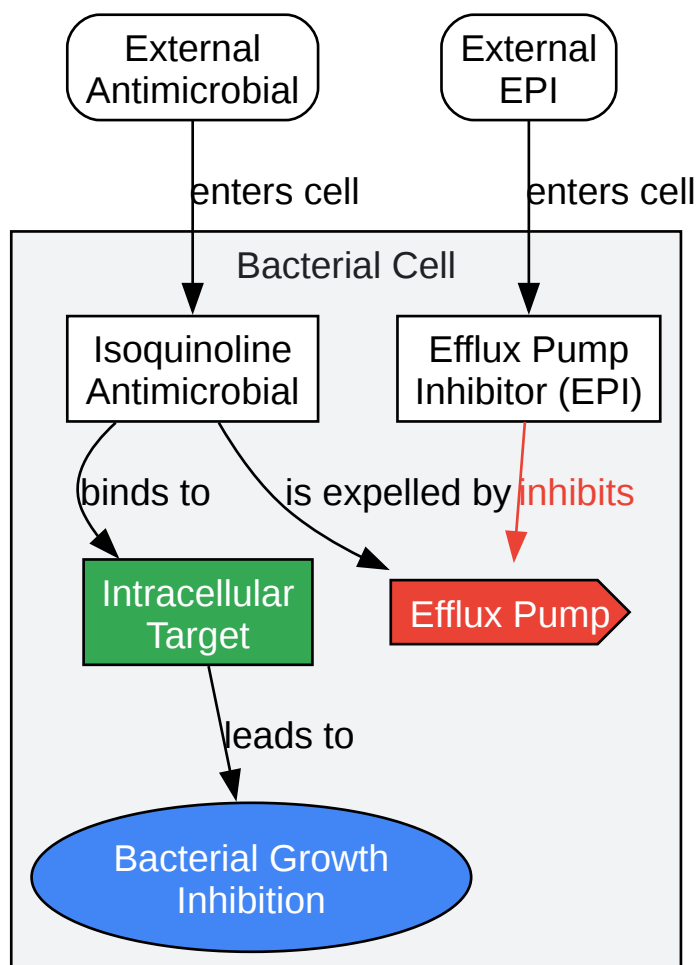 External
Antimicrobial
External
EPI
enters cell
enters cell
Bacterial Cell
Isoquinoline
Antimicrobial
Efflux Pump
Inhibitor (EPI)
binds to
is expelled by
inhibits
Intracellular
Target
Efflux Pump
leads to
Bacterial Growth
Inhibition